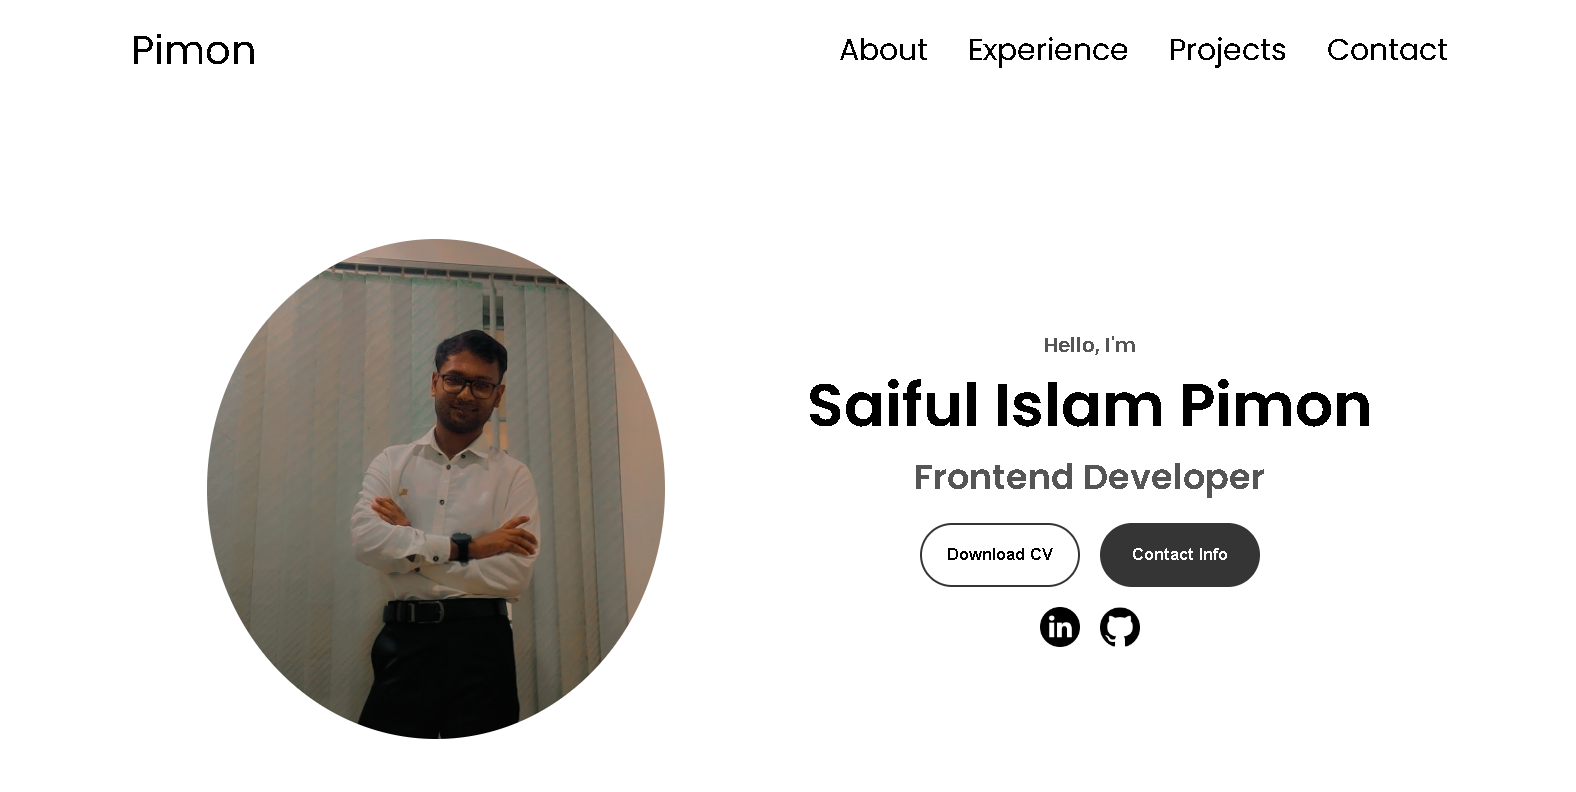 Pimon
About Experience Projects Contact
Hello, I'm
Saiful Islam Pimon
Frontend Developer
Download CV Contact Info
in